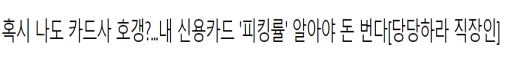 혹시 나도 카드사 호갱?...내 신용카드 '피킹률' 알아야 돈 번다[당당하라 직장인]